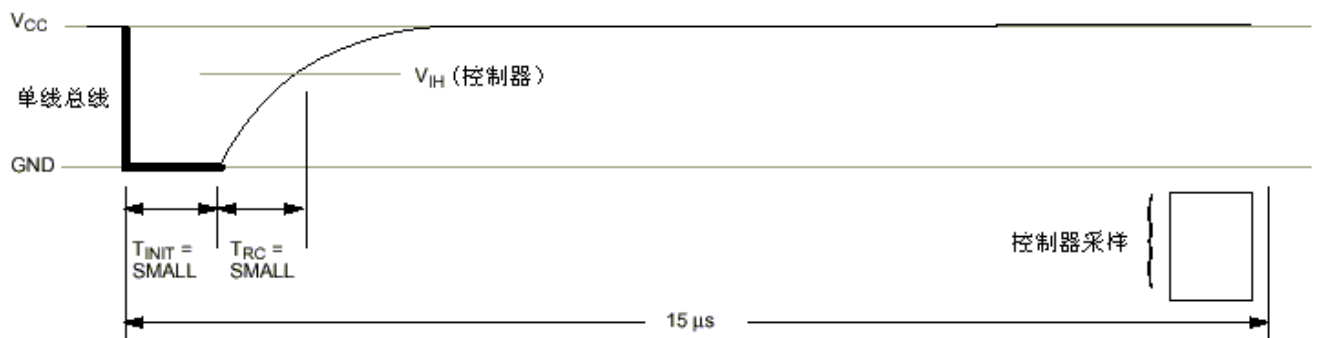 VCC
VIH (控制器)
单线总线
GND
TINIT =
SMALL
TRC =
SMALL
控制器采样
15 μs